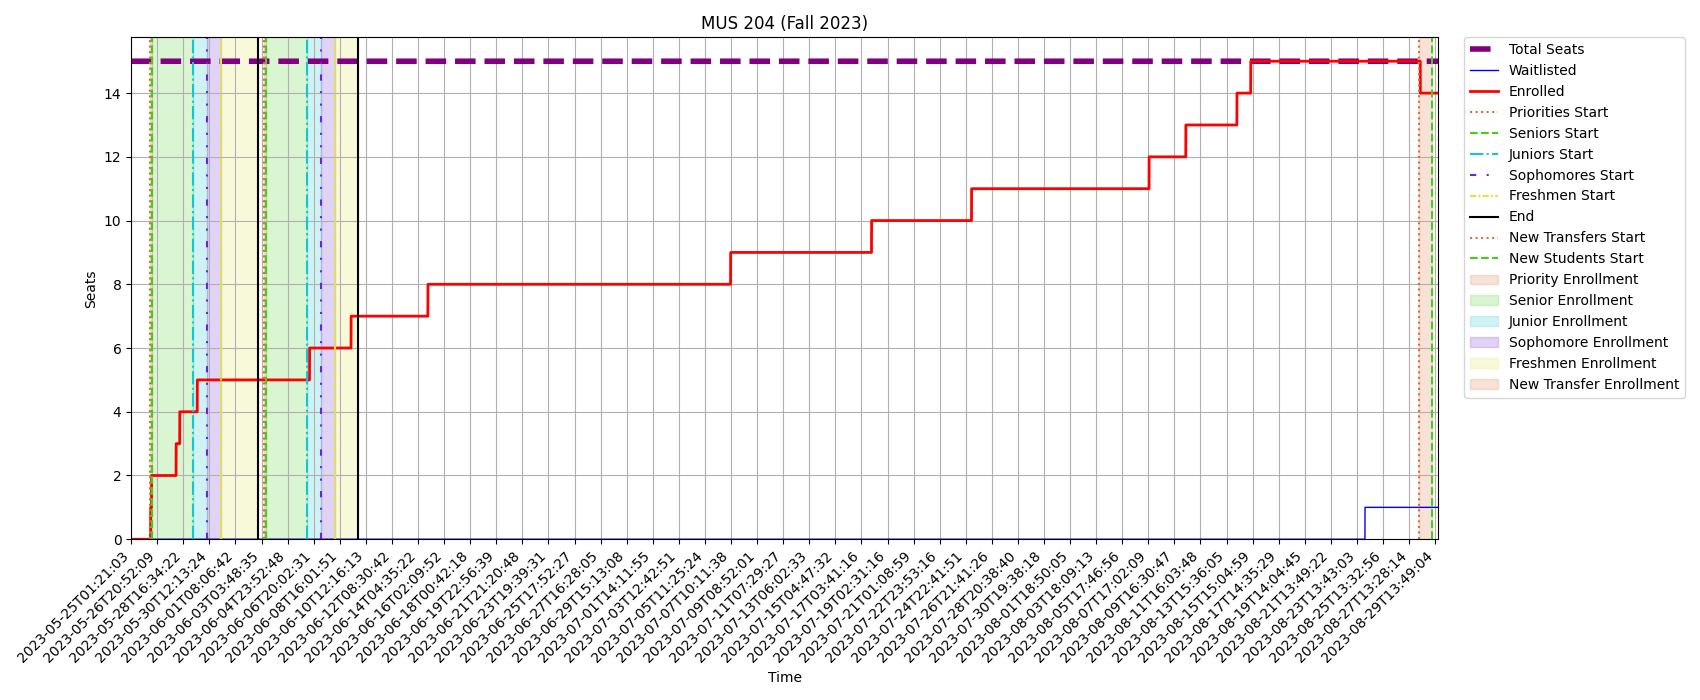 MUS 204 (Fall 2023)
Seats
14
12
10
8
6
4
2
0
2023-05-25T01:21:03
2023-05-26T20:52:09
2023-05-28T16:34:22
2023-05-30T12:13:24
2023-06-01T08:06:42
2023-06-03T03:48:35
2023-06-04T23:52:48
2023-06-06T20:02:31
2023-06-08T16:01:51
2023-06-10T12:16:13
2023-06-12T08:30:42
2023-06-14T04:35:22
2023-06-16T02:09:52
2023-06-18T00:42:18
2023-06-19T22:56:39
2023-06-21T21:20:48
2023-06-23T19:39:31
2023-06-25T17:52:27
2023-06-27T16:28:05
2023-06-29T15:13:08
2023-07-01T14:11:55
2023-07-03T12:42:51
2023-07-05T11:25:24
2023-07-07T10:11:38
2023-07-09T08:52:01
2023-07-11T07:29:27
2023-07-13T06:02:33
2023-07-15T04:47:32
2023-07-17T03:41:16
2023-07-19T02:31:16
2023-07-21T01:08:59
2023-07-22T23:53:16
2023-07-24T22:41:51
2023-07-26T21:41:26
2023-07-28T20:38:40
2023-07-30T19:38:18
2023-08-01T18:50:05
2023-08-03T18:09:13
2023-08-05T17:46:56
2023-08-07T17:02:09
2023-08-09T16:30:47
2023-08-11T16:03:48
2023-08-13T15:36:05
2023-08-15T15:04:59
2023-08-17T14:35:29
2023-08-19T14:04:45
2023-08-21T13:49:22
2023-08-23T13:43:03
2023-08-25T13:32:56
2023-08-27T13:28:14
2023-08-29T13:49:04
Time
Total Seats
Waitlisted
Enrolled
Priorities Start
Seniors Start
Juniors Start
Sophomores Start
Freshmen Start
End
New Transfers Start
New Students Start
Priority Enrollment
Senior Enrollment
Junior Enrollment
Sophomore Enrollment
Freshmen Enrollment
New Transfer Enrollment